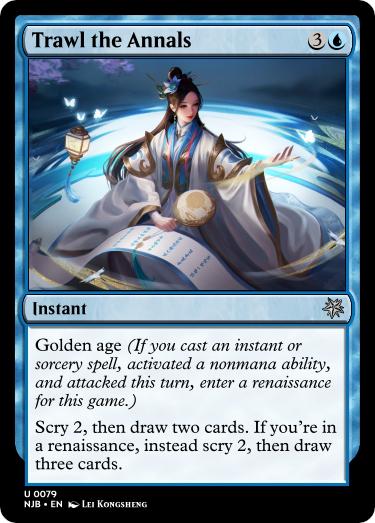 Trawl the Annals 3
Instant
Golden age (If you cast an instant or
sorcery spell, activated a nonmana ability,
and attacked this turn, enter a renaissance
for this game.)
Scry 2, then draw two cards. If you're in
a renaissance, instead scry 2, then draw
three cards.
U 0079
NJB • EN Lei Kongsheng